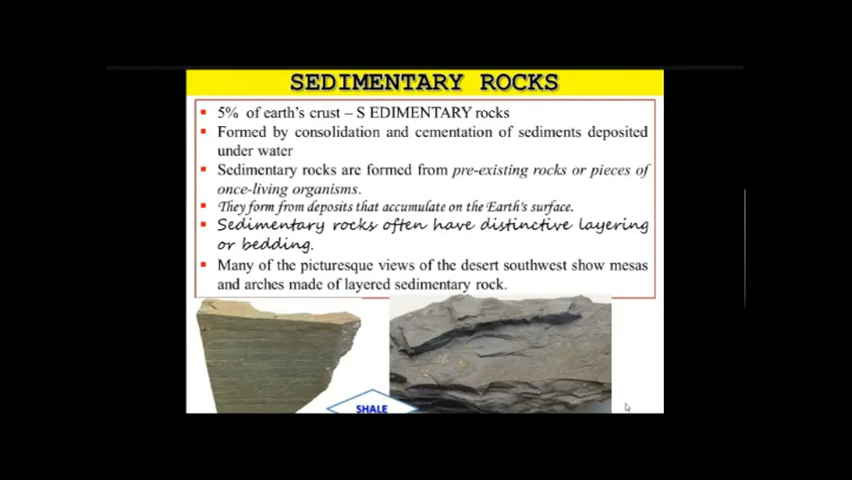 SEDIMENTARY ROCKS
5% of earth's crust – S EDIMENTARY rocks
Formed by consolidation and cementation of sediments deposited
under water
Sedimentary rocks are formed from pre-existing rocks or pieces of
once-living organisms.
They form from deposits that accumulate on the Earth's surface.
Sedimentary rocks often have distinctive layering
or bedding.
Many of the picturesque views of the desert southwest show mesas
and arches made of layered sedimentary rock.
SHALE